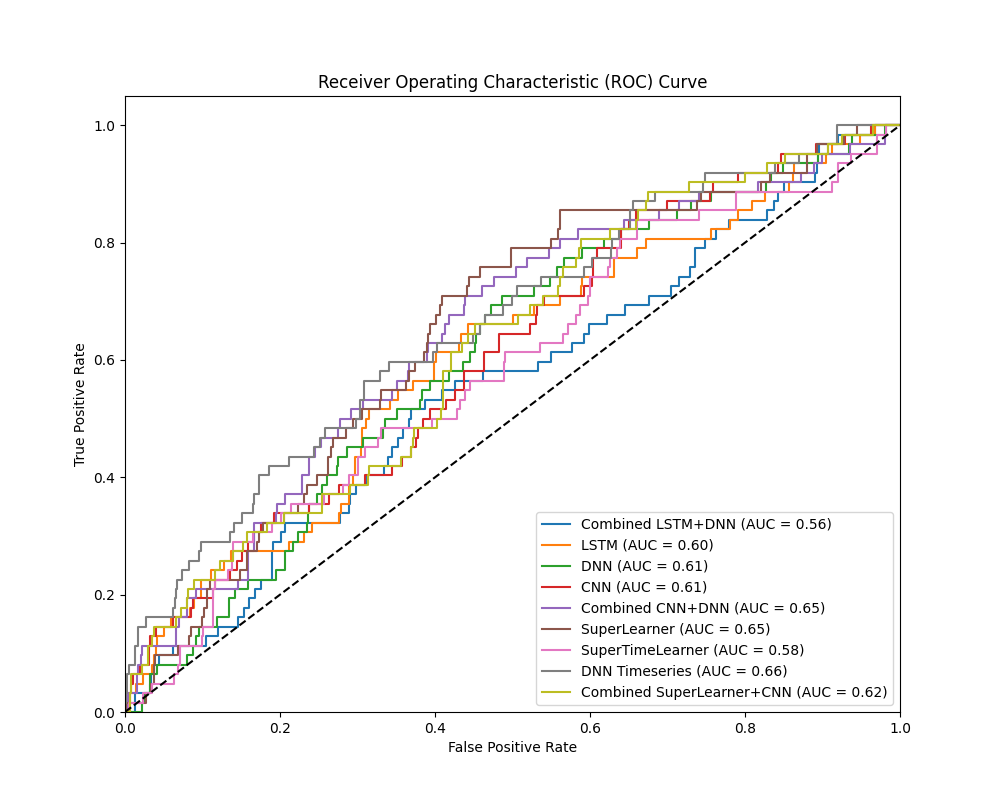 Receiver Operating Characteristic (ROC) Curve
True Positive Rate
1.0
0.8
0.6
0.4
0.2
0.0
Combined LSTM+DNN (AUC = 0.56)
LSTM (AUC = 0.60)
DNN (AUC = 0.61)
CNN (AUC = 0.61)
Combined CNN+DNN (AUC = 0.65)
SuperLearner (AUC = 0.65)
SuperTimeLearner (AUC = 0.58)
DNN Timeseries (AUC = 0.66)
Combined SuperLearner+CNN (AUC = 0.62)
0.0 0.2 0.4 0.6 0.8 1.0
False Positive Rate